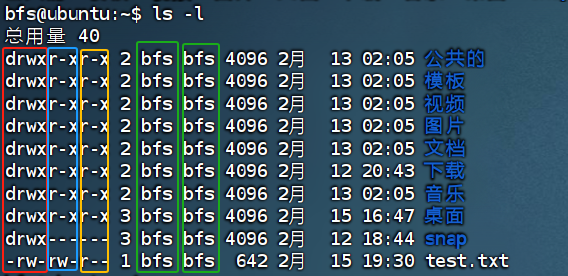 bfs@ubuntu:~$ ls -l
总用量 40
drwxr-xr-x 2 bfs bfs 4096 2月 13 02:05 公共的
drwxr-xr-x 2 bfs bfs 4096 2月 13 02:05 模板
drwxr-xr-x 2 bfs bfs 4096 2月 13 02:05 视频
drwxr-xr-x 2 bfs bfs 4096 2月 13 02:05 图片
drwxr-xr-x 2 bfs bfs 4096 2月 13 02:05 文档
drwxr-xr-x 2 bfs bfs 4096 2月 12 20:43 下载
drwxr-xr-x 2 bfs bfs 4096 2月 13 02:05 音乐
drwxr-xr-x 3 bfs bfs 4096 2月 15 16:47 桌面
drwx------ 3 bfs bfs 4096 2月 12 18:44 snap
-rw-rw-r-- 1 bfs bfs 642 2月 15 19:30 test.txt